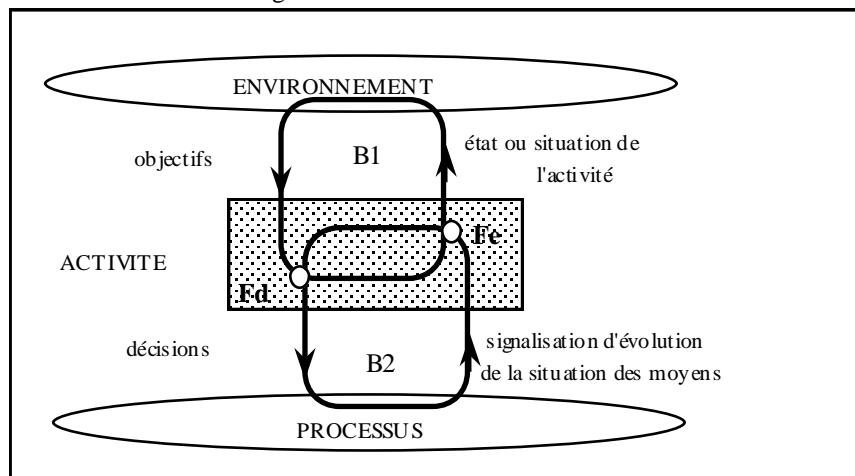 ENVIRONNEMENT
objectifs
B1
état ou situation de
l'activité
Fe
ACTIVITE
Fd
décisions
B2
signalisation d'évolution
de la situation des moyens
PROCESSUS